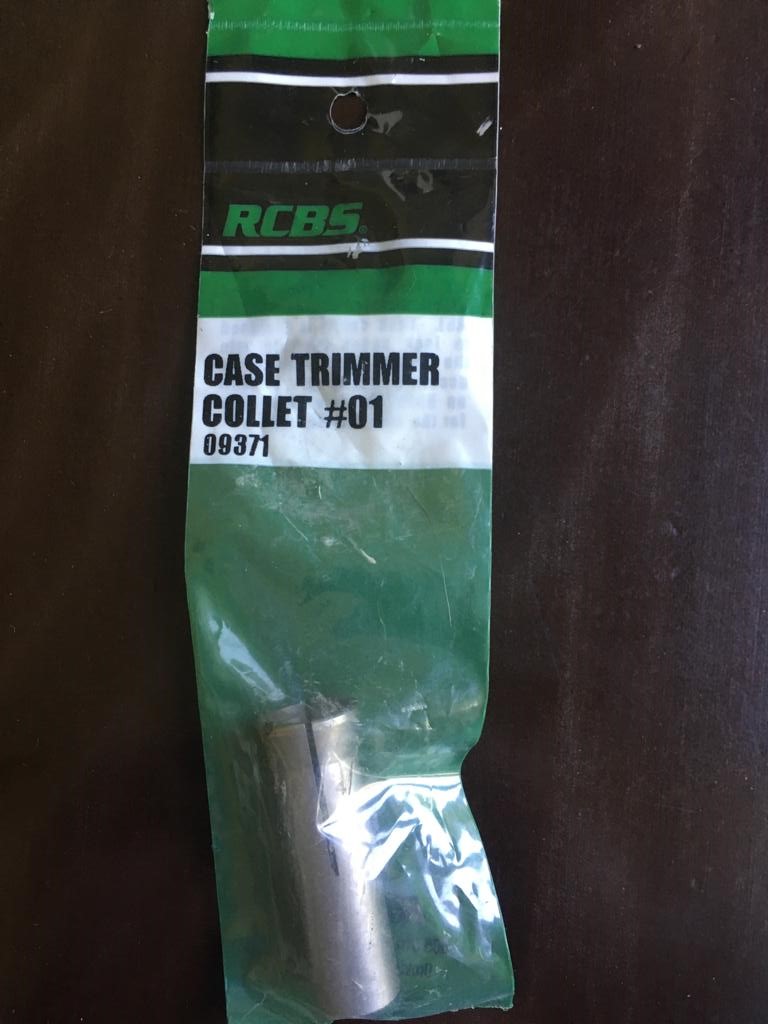 RCBS®
CASE TRIMMER
COLLET #01
09371